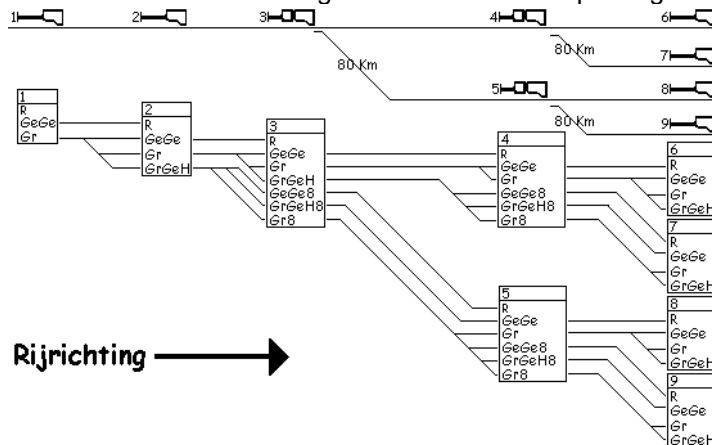 1
2
3
4
6
80 Km
7
5
8
80 Km
80 Km
9
1
R
GeGe
Gr
2
R
GeGe
Gr
GrGeH
3
R
GeGe
Gr
GrGeH
GeGe8
GrGeH8
Gr8
4
R
GeGe
Gr
GeGe8
GrGeH8
Gr8
6
R
GeGe
Gr
GrGeH
7
R
GeGe
Gr
GrGeH
5
R
GeGe
Gr
GeGe8
GrGeH8
Gr8
8
R
GeGe
Gr
GrGeH
9
R
GeGe
Gr
GrGeH
Rijrichting